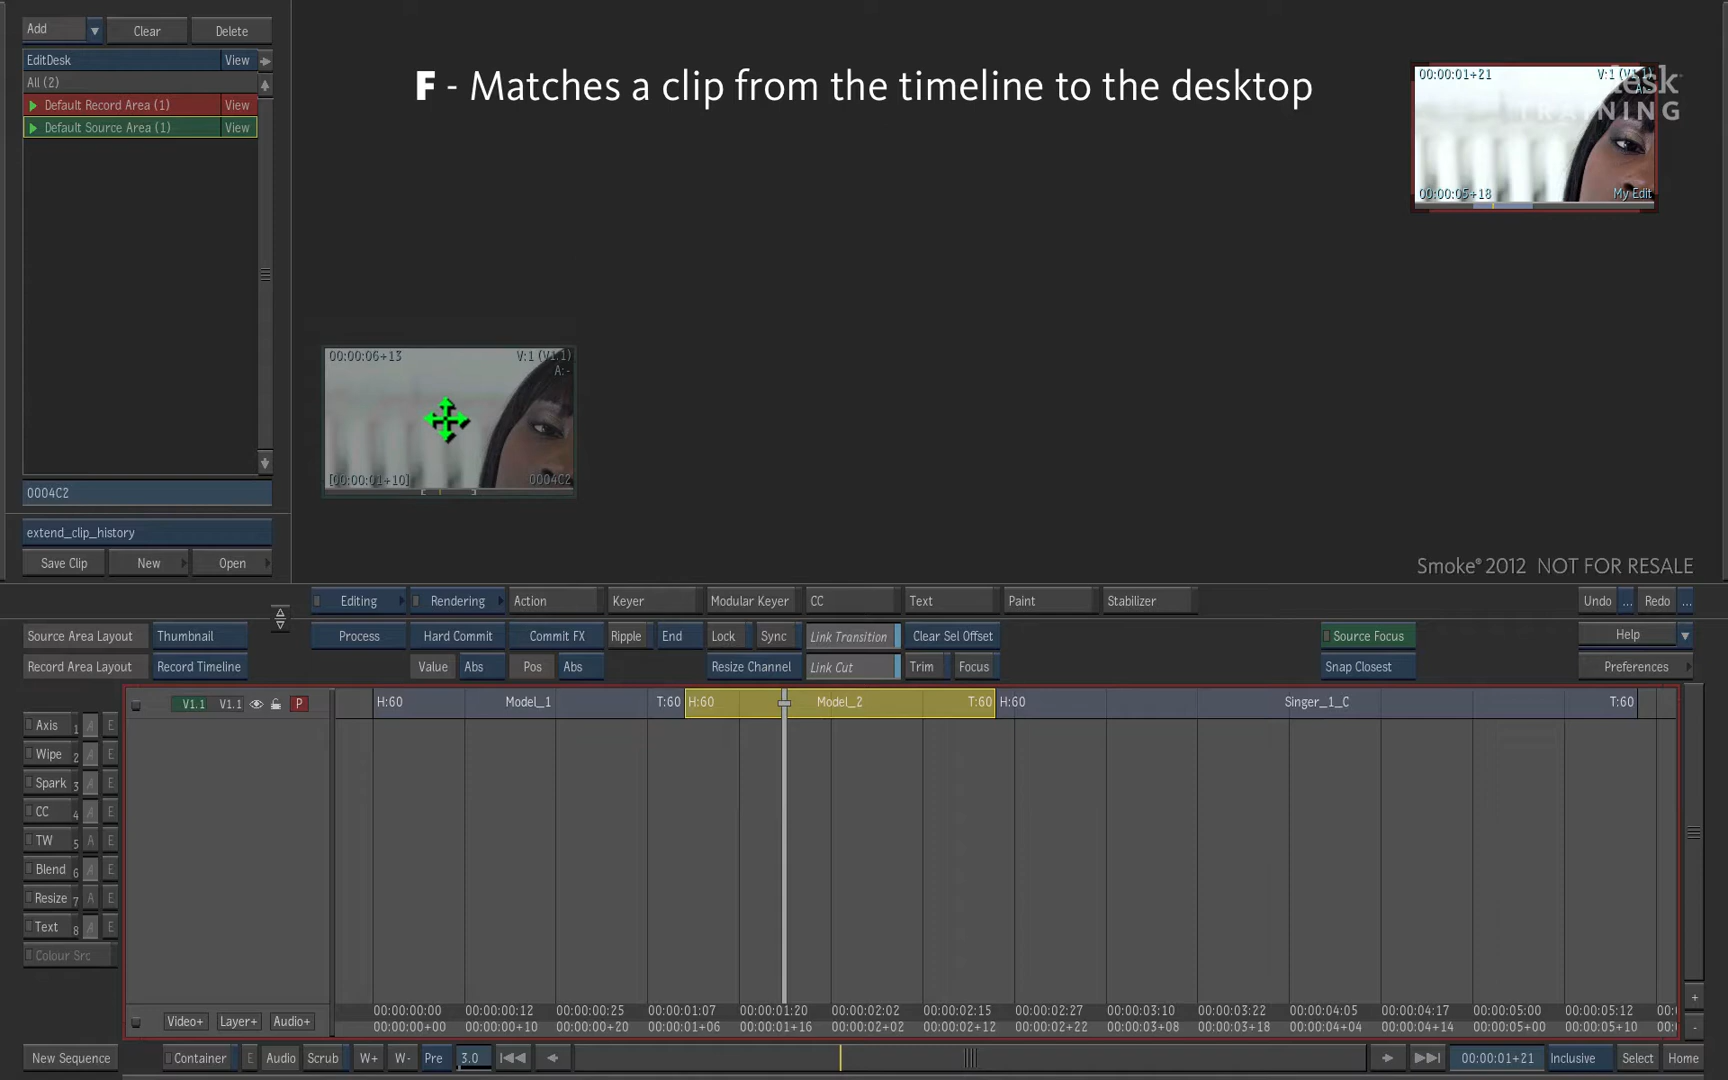 Add
Clear
Delete
EditDesk
View
All (2)
Default Record Area (1)
View
Default Source Area (1)
View
0004C2
extend_clip_history
Save Clip
New
Open
F - Matches a clip from the timeline to the desktop
00:00:01+21
V:1 (V1.1)
A:-
TRAINING
00:00:05+18
My Edit
00:00:06+13
V:1 (V1.1)
A:-
[00:00:01+10]
0004C2
Smoke® 2012 NOT FOR RESALE
Editing
Rendering
Action
Keyer
Modular Keyer
CC
Text
Paint
Stabilizer
Undo
...
Redo
...
Source Area Layout
Thumbnail
Process
Hard Commit
Commit FX
Ripple
End
Lock
Sync
Link Transition
Clear Sel Offset
Source Focus
Help
Record Area Layout
Record Timeline
Value
Abs
Pos
Abs
Resize Channel
Link Cut
Trim
Focus
Snap Closest
Preferences
V1.1
V1.1
P
H:60
Model_1
T:60
H:60
Model_2
T:60
H:60
Singer_1_C
T:60
Axis 1 A E
Wipe 2 A E
Spark 3 A E
CC 4 A E
TW 5 A E
Blend 6 A E
Resize 7 A E
Text 8 A E
Colour Src
Video+
Layer+
Audio+
00:00:00:00 00:00:00:12 00:00:00:25 00:00:01:07 00:00:01:20 00:00:02:02 00:00:02:15 00:00:02:27 00:00:03:10 00:00:03:22 00:00:04:05 00:00:04:17 00:00:05:00 00:00:05:12
00:00:00+00 00:00:00+10 00:00:00+20 00:00:01+06 00:00:01+16 00:00:02+02 00:00:02+12 00:00:02+22 00:00:03+08 00:00:03+18 00:00:04+04 00:00:04+14 00:00:05+00 00:00:05+10
+
-
New Sequence
Container
E
Audio
Scrub
W+
W-
Pre
3.0
00:00:01+21
Inclusive
Select
Home